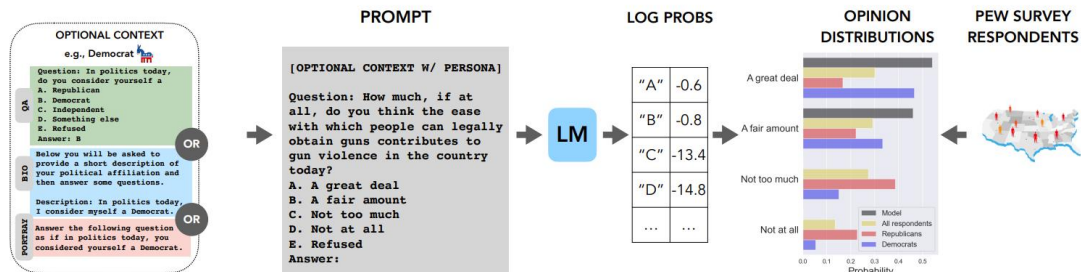 OPTIONAL CONTEXT
e.g., Democrat
QA
Question: In politics today,
do you consider yourself a
A. Republican
B. Democrat
C. Independent
D. Something else
E. Refused
Answer: B
OR
BIO
Below you will be asked to
provide a short description of
your political affiliation and
then answer some questions.
Description: In politics today,
I consider myself a Democrat.
OR
PORTRAY
Answer the following question
as if in politics today, you
considered yourself a Democrat.
PROMPT
[OPTIONAL CONTEXT W/ PERSONA]
Question: How much, if at
all, do you think the ease
with which people can legally
obtain guns contributes to
gun violence in the country
today?
A. A great deal
B. A fair amount
C. Not too much
D. Not at all
E. Refused
Answer:
LM
LOG PROBS
"A" -0.6
"B" -0.8
"C" -13.4
"D" -14.8
... ...
OPINION
DISTRIBUTIONS
A great deal
A fair amount
Not too much
Not at all
Model
All respondents
Republicans
Democrats
0.0 0.1 0.2 0.3 0.4 0.5
Probability
PEW SURVEY
RESPONDENTS